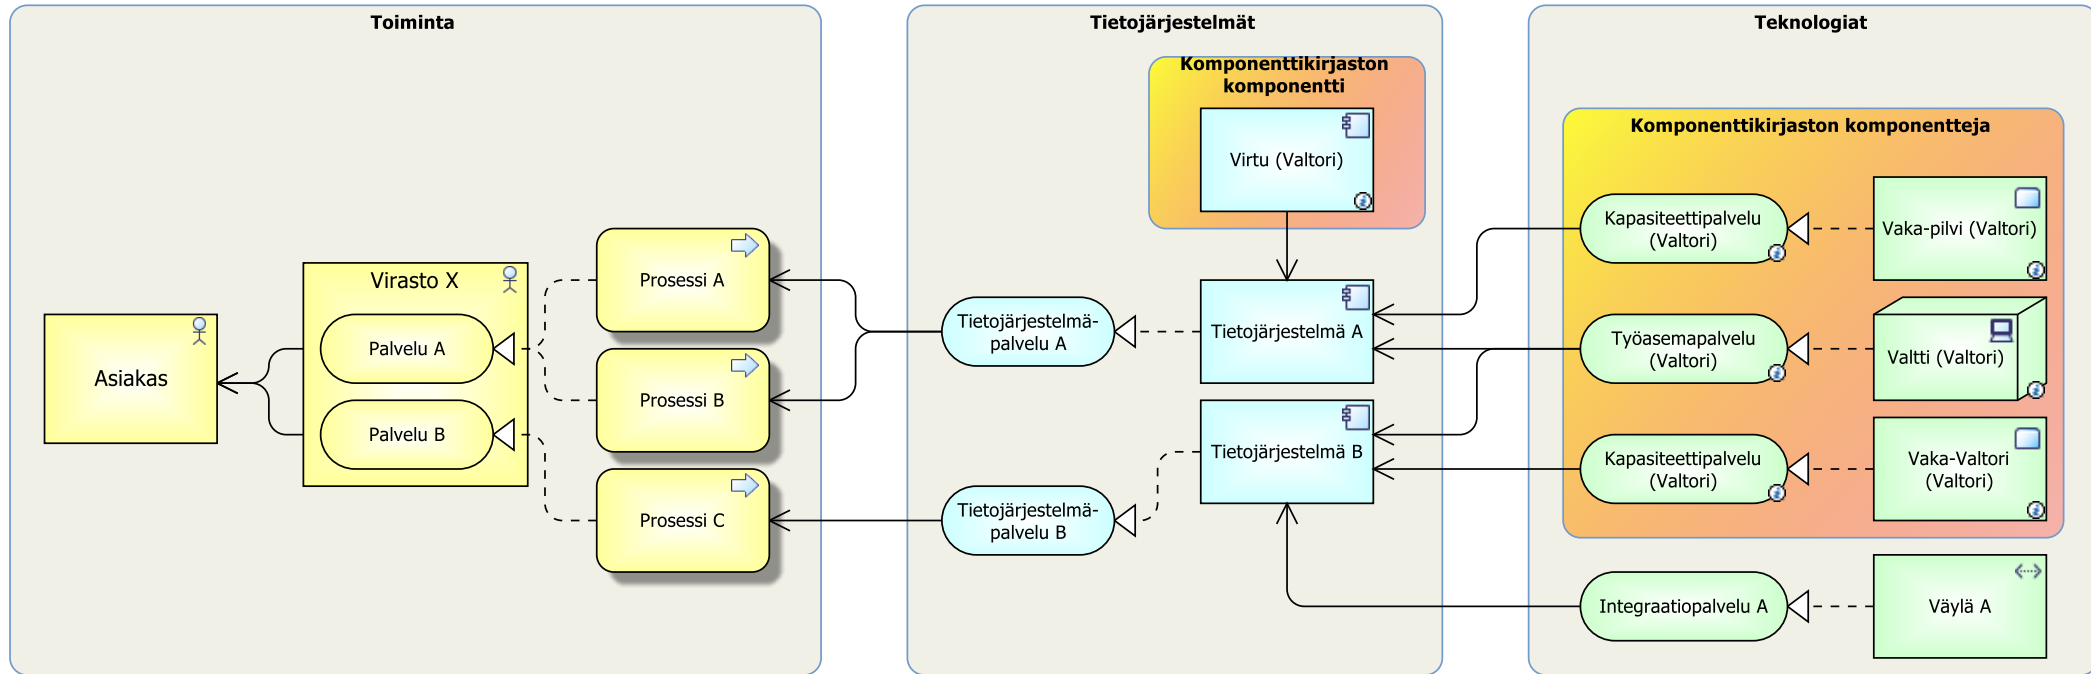 Toiminta
Asiakas
Virasto X
Palvelu A
Palvelu B
Prosessi A
Prosessi B
Prosessi C
Tietojärjestelmät
Komponenttikirjaston
komponentti
Virtu (Valtori)
Tietojärjestelmä-
palvelu A
Tietojärjestelmä A
Tietojärjestelmä B
Tietojärjestelmä-
palvelu B
Teknologiat
Komponenttikirjaston komponentteja
Kapasiteettipalvelu
(Valtori)
Vaka-pilvi (Valtori)
Työasemapalvelu
(Valtori)
Valtti (Valtori)
Kapasiteettipalvelu
(Valtori)
Vaka-Valtori
(Valtori)
Integraatiopalvelu A
Väylä A